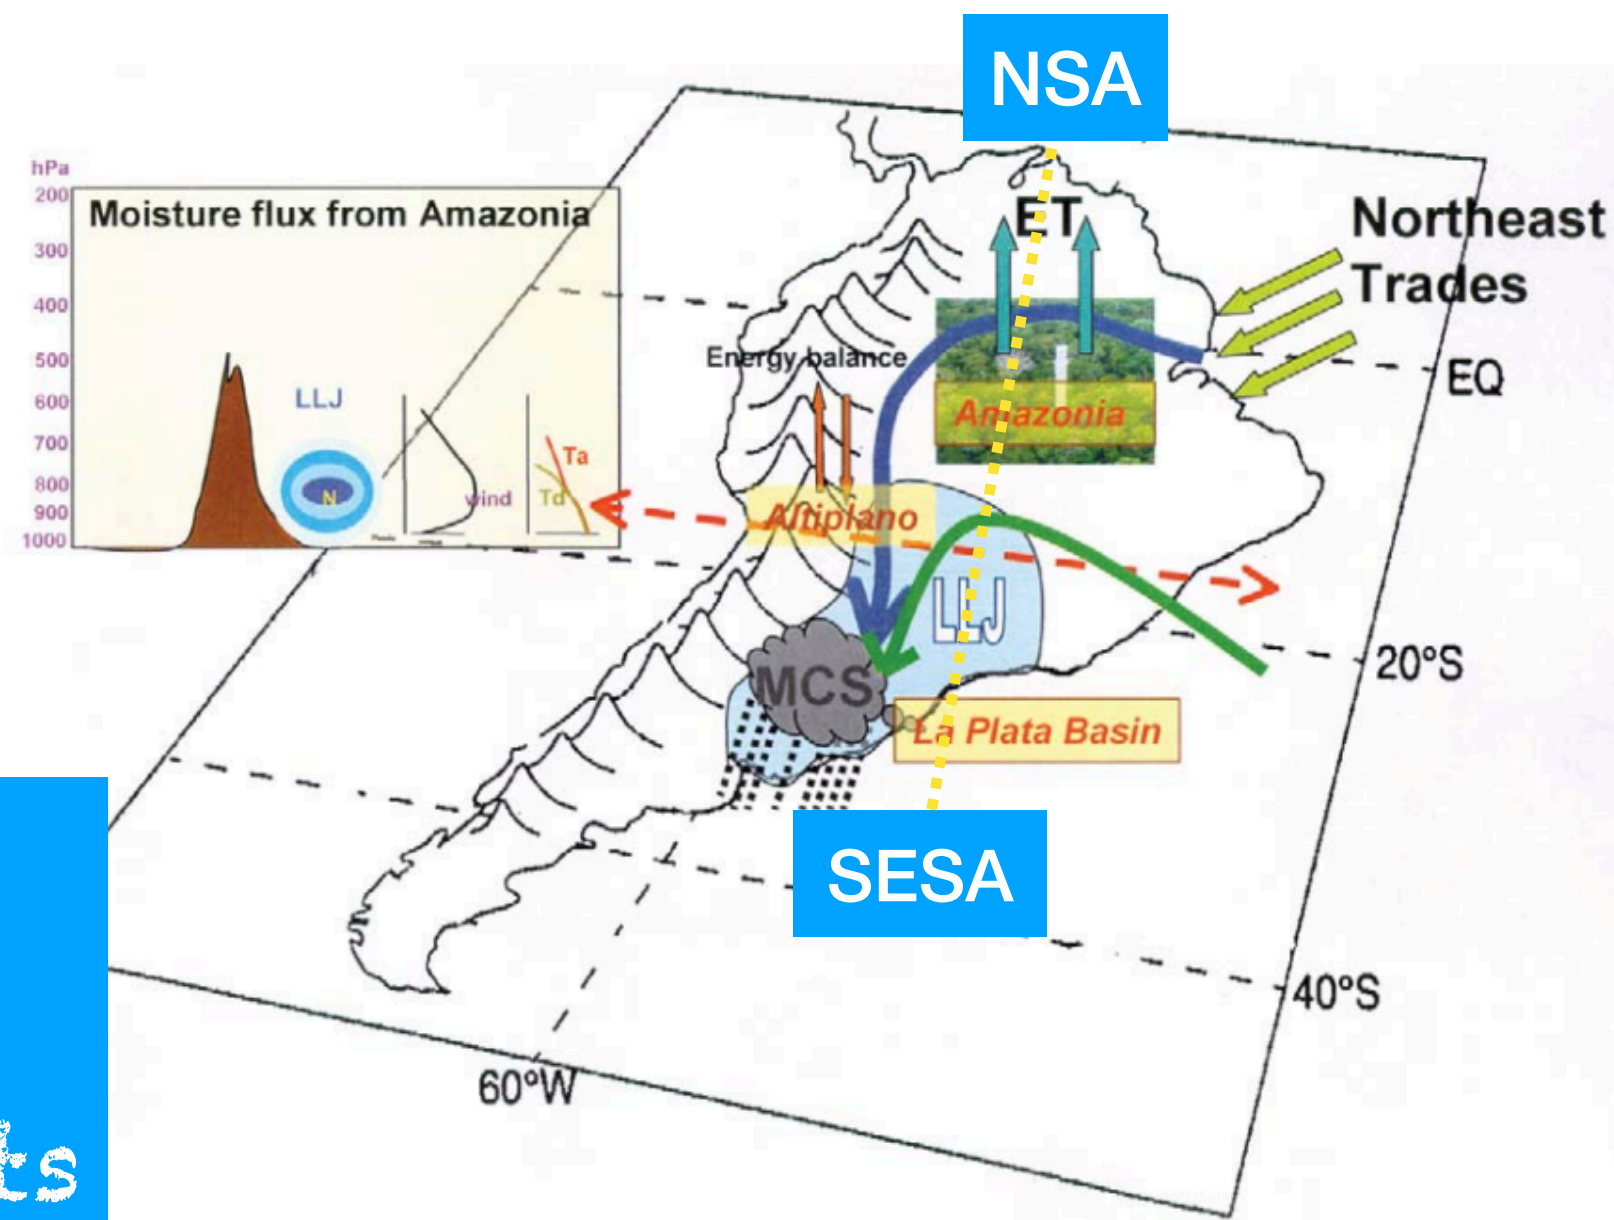 NSA
hPa
200
Moisture flux from Amazonia
300
400
500
600
700
800
900
1000
LLJ
N
wind
Ta
Td
ET
Northeast
Trades
Energy balance
EQ
Amazonia
Altiplano
LLJ
MCS
20°S
La Plata Basin
SESA
40°S
60°W
ts